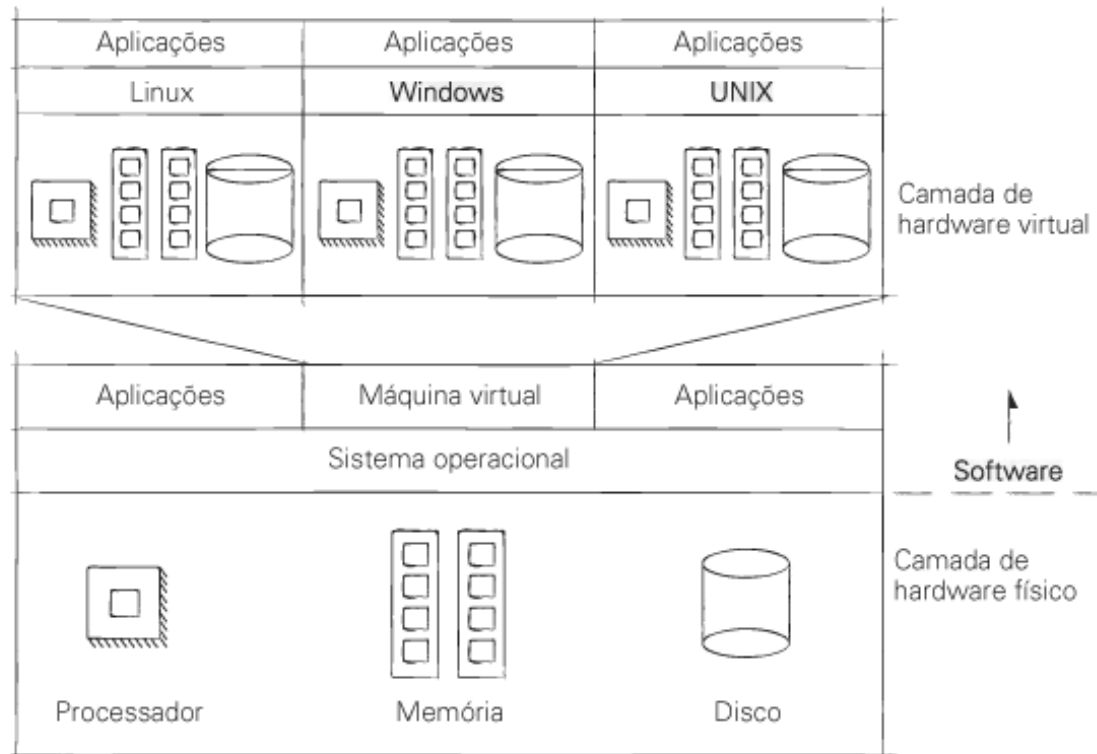 Aplicações Aplicações Aplicações
Linux Windows UNIX
Camada de
hardware virtual
Aplicações Máquina virtual Aplicações
Sistema operacional
Software
Camada de
hardware físico
Processador Memória Disco